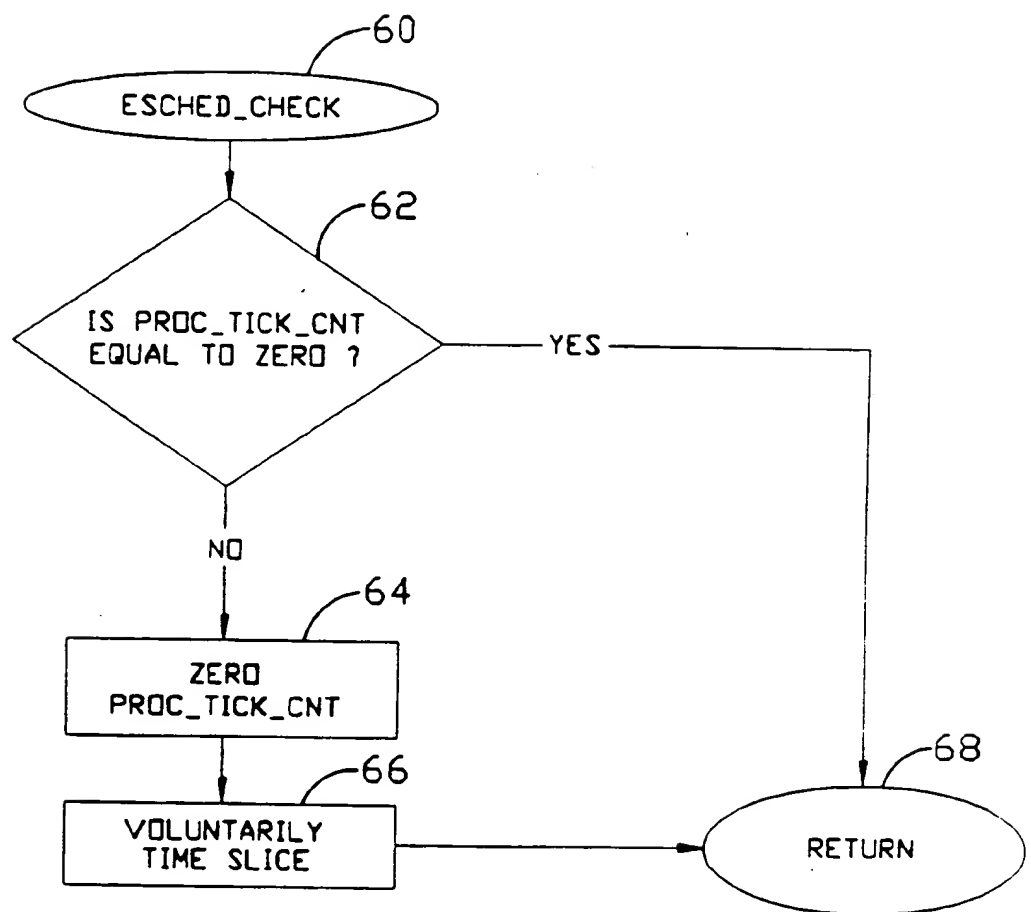 60
ESCHED_CHECK
62
IS PROC_TICK_CNT
EQUAL TO ZERO ?
YES
NO
64
ZERO
PROC_TICK_CNT
66
VOLUNTARILY
TIME SLICE
68
RETURN